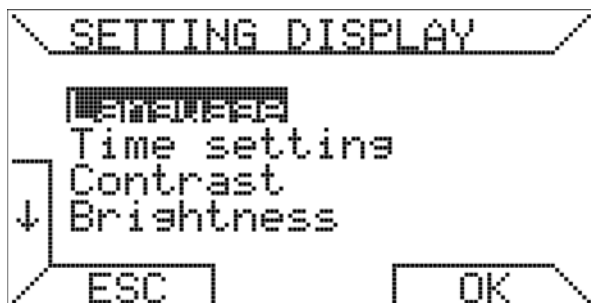 SETTING DISPLAY
Language
Time setting
Contrast
↓ Brightness
ESC OK